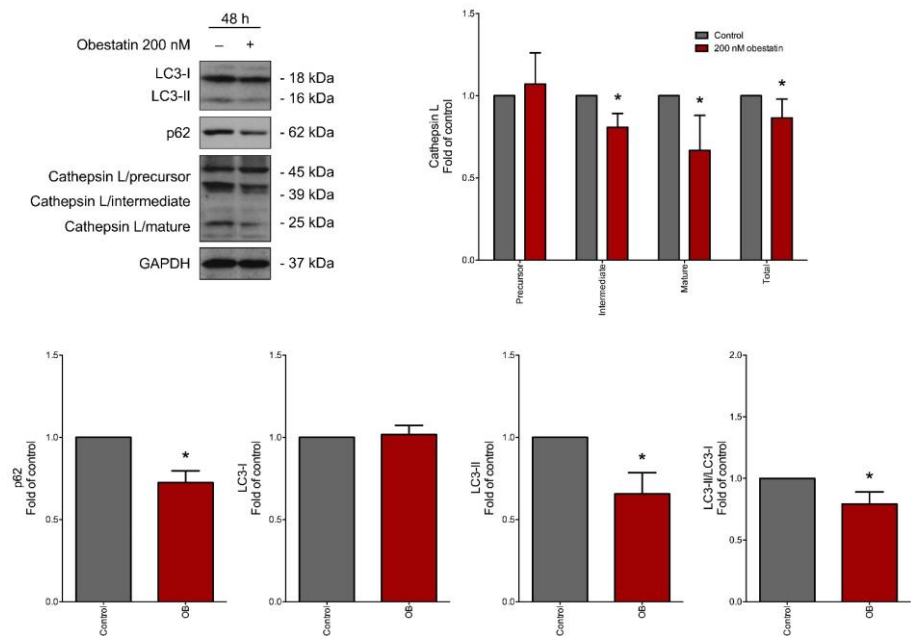 48 h
Obestatin 200 nM – +
LC3-I
- 18 kDa
LC3-II
- 16 kDa
p62
- 62 kDa
Cathepsin L/precursor
- 45 kDa
Cathepsin L/intermediate
- 39 kDa
Cathepsin L/mature
- 25 kDa
GAPDH
- 37 kDa
Cathepsin L
Fold of control
1.5
1.0
0.5
0.0
Control
200 nM obestatin
*
*
*
Precursor
Intermediate
Mature
Total
p62
Fold of control
1.5
1.0
0.5
0.0
*
Control
OB
LC3-I
Fold of control
1.5
1.0
0.5
0.0
Control
OB
LC3-II
Fold of control
1.5
1.0
0.5
0.0
*
Control
OB
LC3-II/LC3-I
Fold of control
2.0
1.5
1.0
0.5
0.0
*
Control
OB